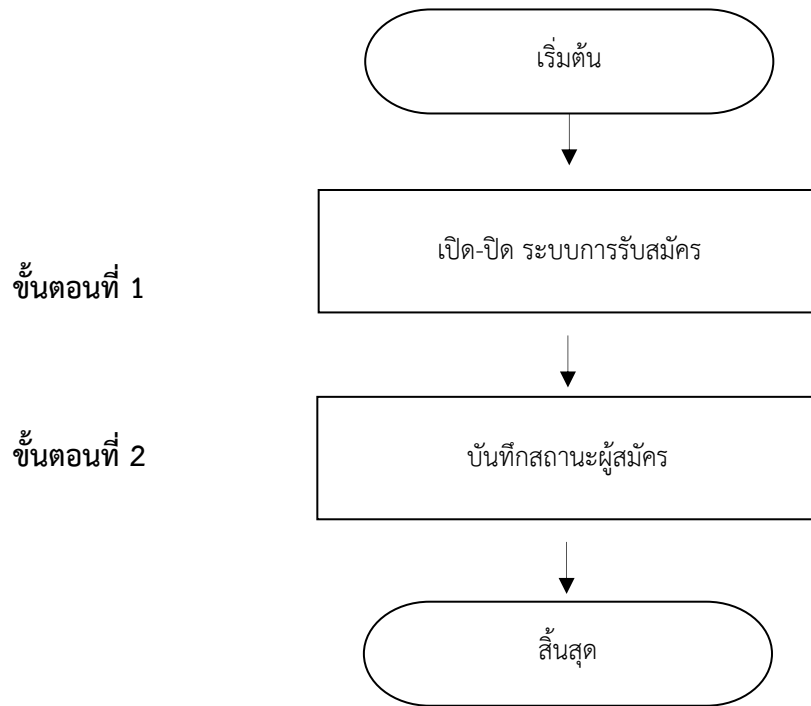 เริ่มต้น
เปิด-ปิด ระบบการรับสมัคร
ขั้นตอนที่ 1
บันทึกสถานะผู้สมัคร
ขั้นตอนที่ 2
สิ้นสุด